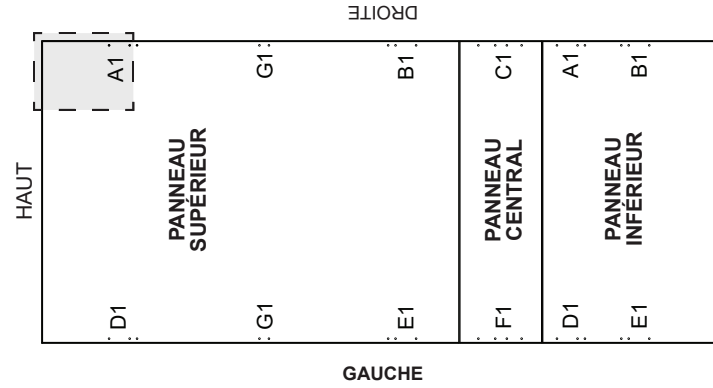 DROITE
HAUT
A1
G1
B1
C1
A1
B1
PANNEAU
SUPÉRIEUR
PANNEAU
CENTRAL
PANNEAU
INFÉRIEUR
D1
G1
E1
F1
D1
E1
GAUCHE